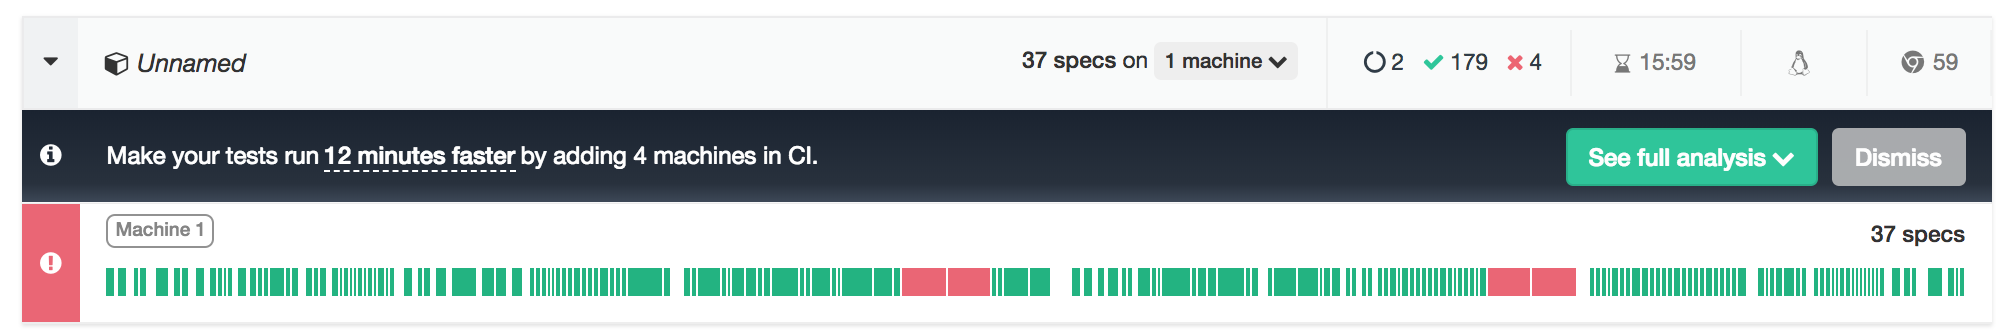 Unnamed
37 specs on 1 machine
2 179 4
15:59
59
Make your tests run 12 minutes faster by adding 4 machines in CI.
See full analysis
Dismiss
Machine 1
37 specs